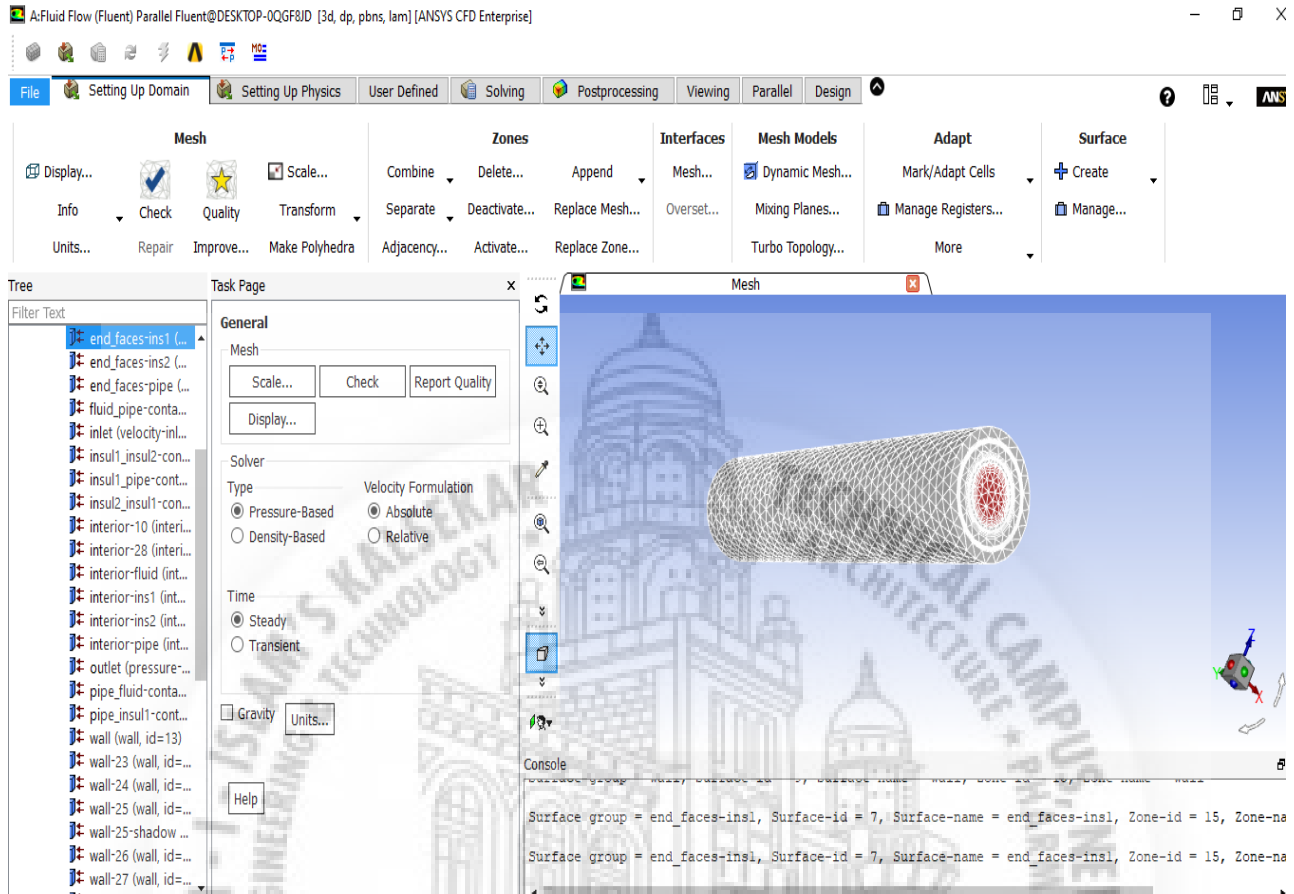 A:Fluid Flow (Fluent) Parallel Fluent@DESKTOP-0QGF8JD [3d, dp, pbns, lam] [ANSYS CFD Enterprise]
File Setting Up Domain Setting Up Physics User Defined Solving Postprocessing Viewing Parallel Design
Mesh Zones Interfaces Mesh Models Adapt Surface
Display... Check Quality Scale... Combine Delete... Append Mesh... Dynamic Mesh... Mark/Adapt Cells Create
Info Transform Separate Deactivate... Replace Mesh... Overset... Mixing Planes... Manage Registers... Manage...
Units... Repair Improve... Make Polyhedra Adjacency... Activate... Replace Zone... Turbo Topology... More
Tree
Filter Text
end_faces-ins1 (...
end_faces-ins2 (...
end_faces-pipe (...
fluid_pipe-conta...
inlet (velocity-inl...
insul1_insul2-con...
insul1_pipe-cont...
insul2_insul1-con...
interior-10 (interi...
interior-28 (interi...
interior-fluid (int...
interior-ins1 (int...
interior-ins2 (int...
interior-pipe (int...
outlet (pressure-...
pipe_fluid-conta...
pipe_insul1-cont...
wall (wall, id=13)
wall-23 (wall, id=...
wall-24 (wall, id=...
wall-25 (wall, id=...
wall-25-shadow ...
wall-26 (wall, id=...
wall-27 (wall, id=...
Task Page
General
Mesh
Scale... Check Report Quality
Display...
Solver
Type Velocity Formulation
Pressure-Based Absolute
Density-Based Relative
Time
Steady
Transient
Gravity Units...
Help
Mesh
Z
Y
X
Console
Surface group = end_faces-ins1, Surface-id = 7, Surface-name = end_faces-ins1, Zone-id = 15, Zone-na
Surface group = end_faces-ins1, Surface-id = 7, Surface-name = end_faces-ins1, Zone-id = 15, Zone-na